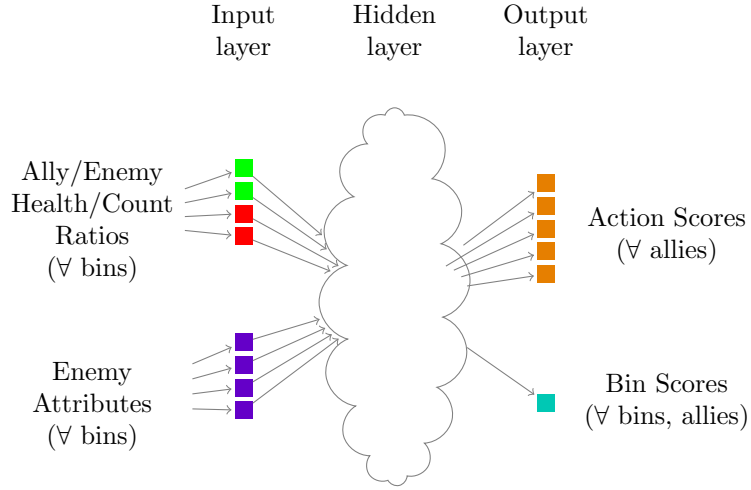 Input
layer
Hidden
layer
Output
layer
Ally/Enemy
Health/Count
Ratios
(∀ bins)
Enemy
Attributes
(∀ bins)
Action Scores
(∀ allies)
Bin Scores
(∀ bins, allies)